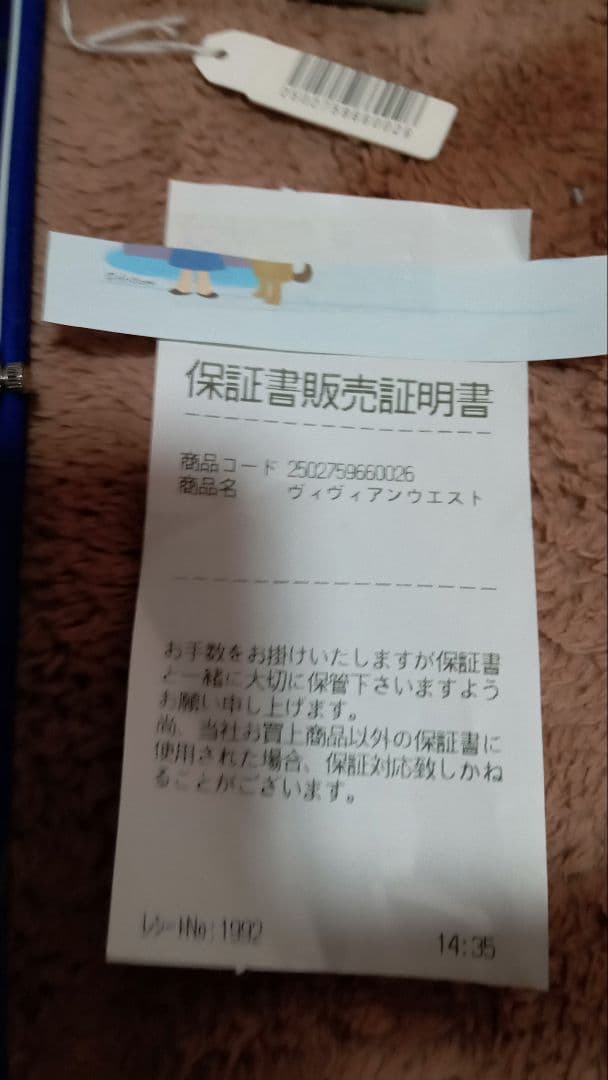 2502759660026
保証書販売証明書
商品コード 2502759660026
商品名 ヴィヴィアンウエスト
お手数をお掛けいたしますが保証書
と一緒に大切に保管下さいますよう
お願い申し上げます。
尚、当社お買上商品以外の保証書に
使用された場合、保証対応致しかね
ることがございます。
ﾚｼｰﾄNo:1992
14:35